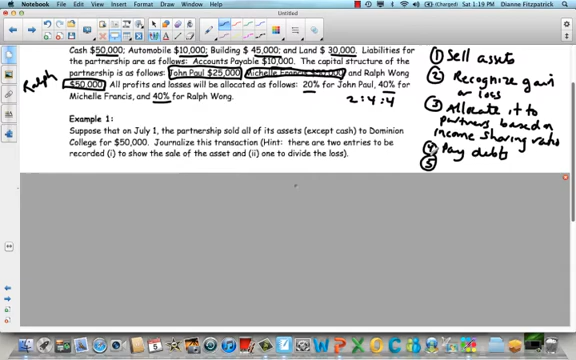 Insert
Format
Tools
Help
(Charged)
Sat 1:19 PM
Dianne Fitzpatrick
Untitled
Cash $50,000; Automobile $10,000; Building $ 45,000; and Land $ 30,000. Liabilities for
the partnership are as follows: Accounts Payable $10,000. The capital structure of the
partnership is as follows: John Paul $25,000 Michelle Francis and Ralph Wong
Ralph
$50,000 All profits and losses will be allocated as follows: 20% for John Paul, 40% for
Michelle Francis, and 40% for Ralph Wong.
2:4:4
Example 1:
Suppose that on July 1, the partnership sold all of its assets (except cash) to Dominion
College for $50,000. Journalize this transaction (Hint: there are two entries to be
recorded (i) to show the sale of the asset and (ii) one to divide the loss).
1 Sell assets
2 Recognize gain
or loss
3 Allocate it to
partners based on
income sharing ratio
4 Pay debts
5